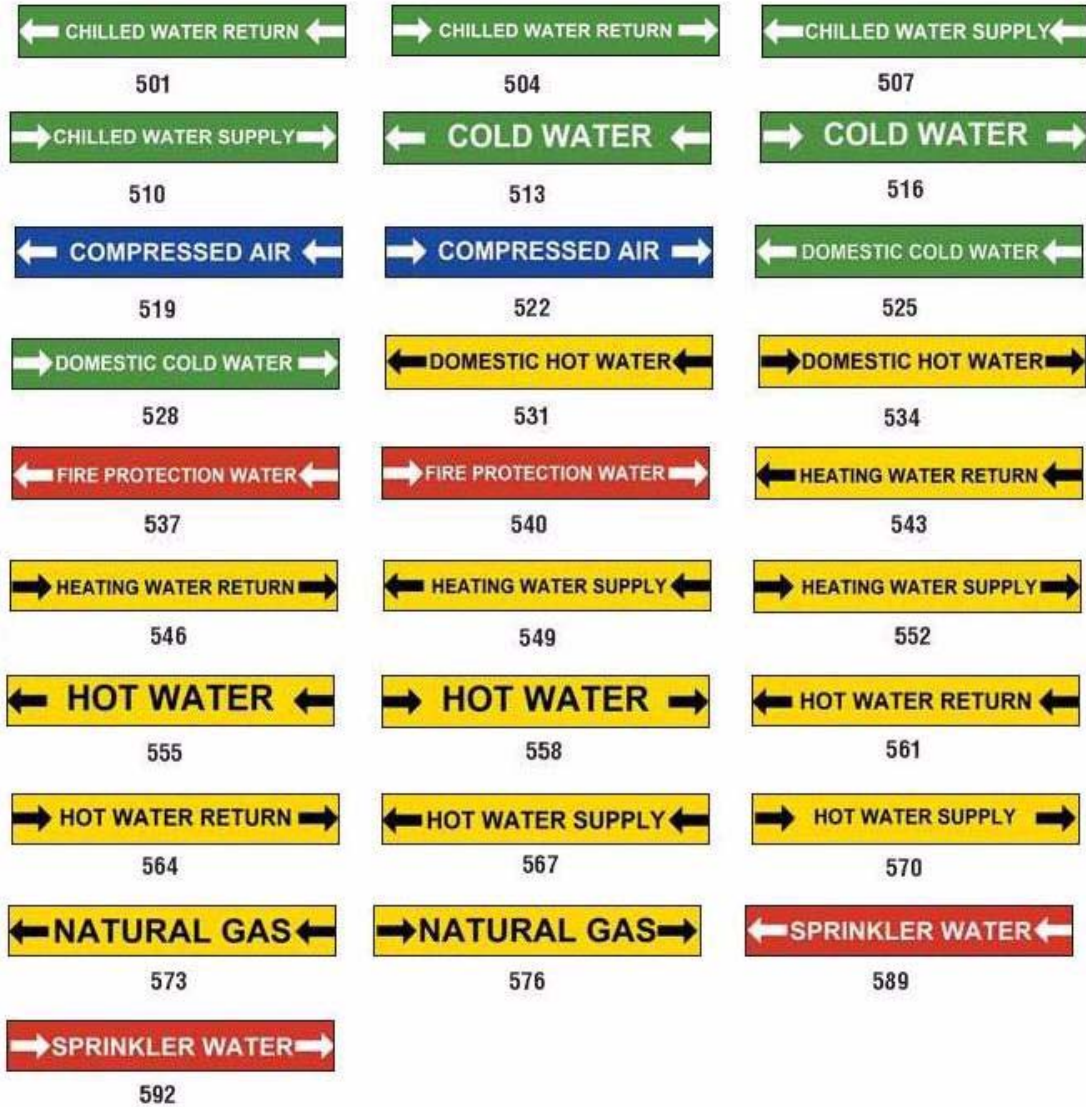 CHILLED WATER RETURN
CHILLED WATER RETURN
CHILLED WATER SUPPLY
501
504
507
CHILLED WATER SUPPLY
COLD WATER
COLD WATER
510
513
516
COMPRESSED AIR
COMPRESSED AIR
DOMESTIC COLD WATER
519
522
525
DOMESTIC COLD WATER
DOMESTIC HOT WATER
DOMESTIC HOT WATER
528
531
534
FIRE PROTECTION WATER
FIRE PROTECTION WATER
HEATING WATER RETURN
537
540
543
HEATING WATER RETURN
HEATING WATER SUPPLY
HEATING WATER SUPPLY
546
549
552
HOT WATER
HOT WATER
HOT WATER RETURN
555
558
561
HOT WATER RETURN
HOT WATER SUPPLY
HOT WATER SUPPLY
564
567
570
NATURAL GAS
NATURAL GAS
SPRINKLER WATER
573
576
589
SPRINKLER WATER
592